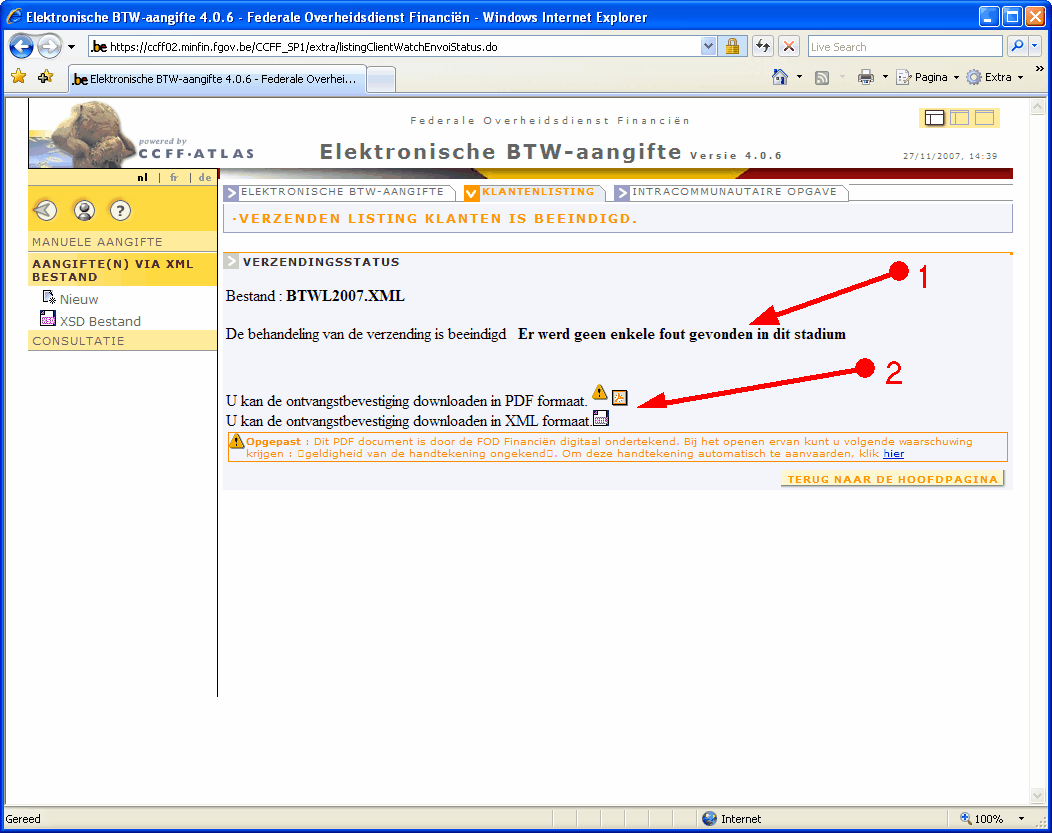 Elektronische BTW-aangifte 4.0.6 - Federale Overheidsdienst Financiën - Windows Internet Explorer
.be https://ccff02.minfin.fgov.be/CCFF_SP1/extra/listingClientWatchEnvoiStatus.do
Live Search
.be Elektronische BTW-aangifte 4.0.6 - Federale Overhei...
Pagina
Extra
»
powered by
CCFF-ATLAS
Federale Overheidsdienst Financiën
Elektronische BTW-aangifte Versie 4.0.6
27/11/2007, 14:39
nl | fr | de
ELEKTRONISCHE BTW-AANGIFTE
KLANTENLISTING
INTRACOMMUNAUTAIRE OPGAVE
·VERZENDEN LISTING KLANTEN IS BEEINDIGD.
?
MANUELE AANGIFTE
AANGIFTE(N) VIA XML
BESTAND
Nieuw
XSD Bestand
CONSULTATIE
VERZENDINGSSTATUS
1
Bestand : BTWL2007.XML
De behandeling van de verzending is beeindigd Er werd geen enkele fout gevonden in dit stadium
2
U kan de ontvangstbevestiging downloaden in PDF formaat.
U kan de ontvangstbevestiging downloaden in XML formaat.
Opgepast : Dit PDF document is door de FOD Financiën digitaal ondertekend. Bij het openen ervan kunt u volgende waarschuwing
krijgen : □geldigheid van de handtekening ongekend□. Om deze handtekening automatisch te aanvaarden, klik hier
TERUG NAAR DE HOOFDPAGINA
Gereed
Internet
100%